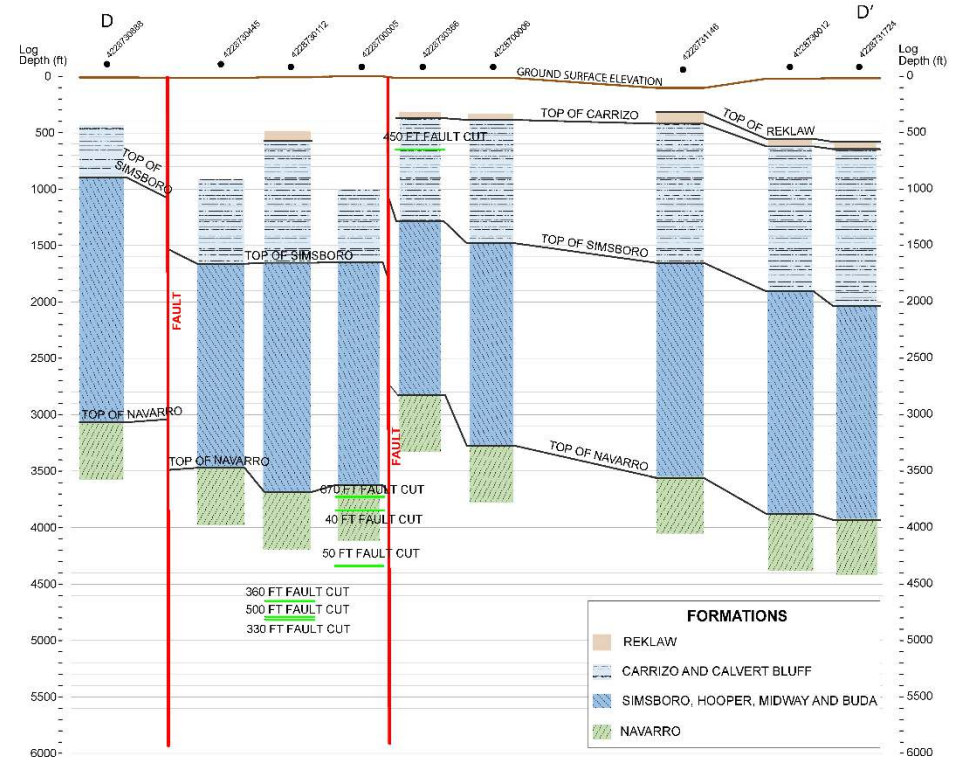 D
D'
4228730888
4228730445
4228730112
4228700005
4228730366
4228700006
4228731146
4228730012
4228731724
Log
Depth (ft)
Log
Depth (ft)
0
0
GROUND SURFACE ELEVATION
TOP OF CARRIZO
TOP OF
REKLAW
500
500
450 FT FAULT CUT
TOP OF
SIMSBORO
1000
1000
1500
1500
TOP OF SIMSBORO
TOP OF SIMSBORO
2000
2000
FAULT
2500
2500
3000
3000
TOP OF NAVARRO
FAULT
TOP OF NAVARRO
TOP OF NAVARRO
3500
3500
FT FAULT CUT
40 FT FAULT CUT
4000
4000
50 FT FAULT CUT
4500
4500
360 FT FAULT CUT
500 FT FAULT CUT
330 FT FAULT CUT
5000
5000
5500
5500
6000
6000
FORMATIONS
REKLAW
CARRIZO AND CALVERT BLUFF
SIMSBORO, HOOPER, MIDWAY AND BUDA
NAVARRO